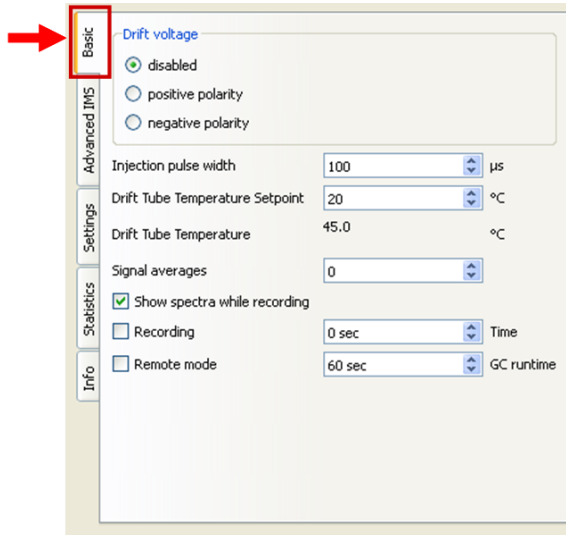 Basic
Advanced IMS
Settings
Statistics
Info
Drift voltage
disabled
positive polarity
negative polarity
Injection pulse width 100 µs
Drift Tube Temperature Setpoint 20 °C
Drift Tube Temperature 45.0 °C
Signal averages 0
Show spectra while recording
Recording 0 sec Time
Remote mode 60 sec GC runtime